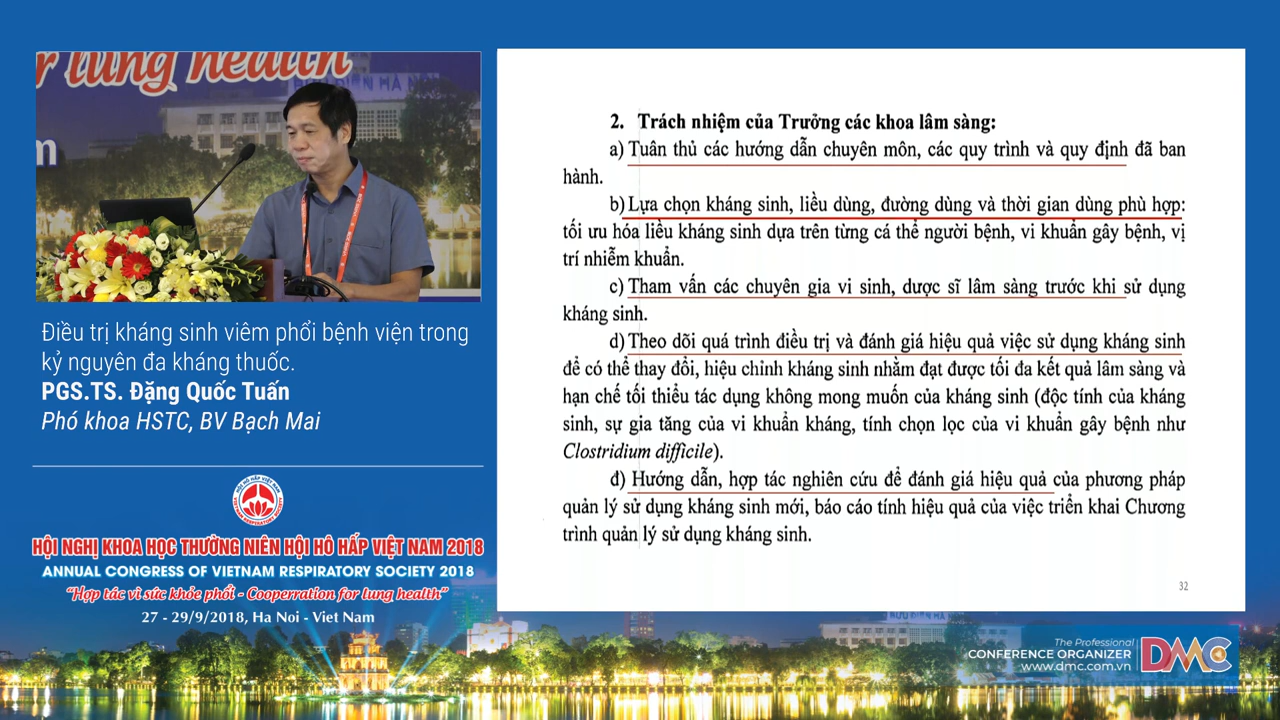 r lung health
Điều trị kháng sinh viêm phổi bệnh viện trong
kỷ nguyên đa kháng thuốc.
PGS.TS. Đặng Quốc Tuấn
Phó khoa HSTC, BV Bạch Mai
HỘI HÔ HẤP VIỆT NAM
VIETNAM RESPIRATORY SOCIETY
HỘI NGHỊ KHOA HỌC THƯỜNG NIÊN HỘI HÔ HẤP VIỆT NAM 2018
ANNUAL CONGRESS OF VIETNAM RESPIRATORY SOCIETY 2018
“Hợp tác vì sức khỏe phổi - Cooperration for lung health”
27 - 29/9/2018, Ha Noi - Viet Nam
2. Trách nhiệm của Trưởng các khoa lâm sàng:
a) Tuân thủ các hướng dẫn chuyên môn, các quy trình và quy định đã ban
hành.
b) Lựa chọn kháng sinh, liều dùng, đường dùng và thời gian dùng phù hợp:
tối ưu hóa liều kháng sinh dựa trên từng cá thể người bệnh, vi khuẩn gây bệnh, vị
trí nhiễm khuẩn.
c) Tham vấn các chuyên gia vi sinh, dược sĩ lâm sàng trước khi sử dụng
kháng sinh.
d) Theo dõi quá trình điều trị và đánh giá hiệu quả việc sử dụng kháng sinh
để có thể thay đổi, hiệu chỉnh kháng sinh nhằm đạt được tối đa kết quả lâm sàng và
hạn chế tối thiểu tác dụng không mong muốn của kháng sinh (độc tính của kháng
sinh, sự gia tăng của vi khuẩn kháng, tính chọn lọc của vi khuẩn gây bệnh như
Clostridium difficile).
đ) Hướng dẫn, hợp tác nghiên cứu để đánh giá hiệu quả của phương pháp
quản lý sử dụng kháng sinh mới, báo cáo tính hiệu quả của việc triển khai Chương
trình quản lý sử dụng kháng sinh.
32
The Professional
CONFERENCE ORGANIZER
www.dmc.com.vn
DMC